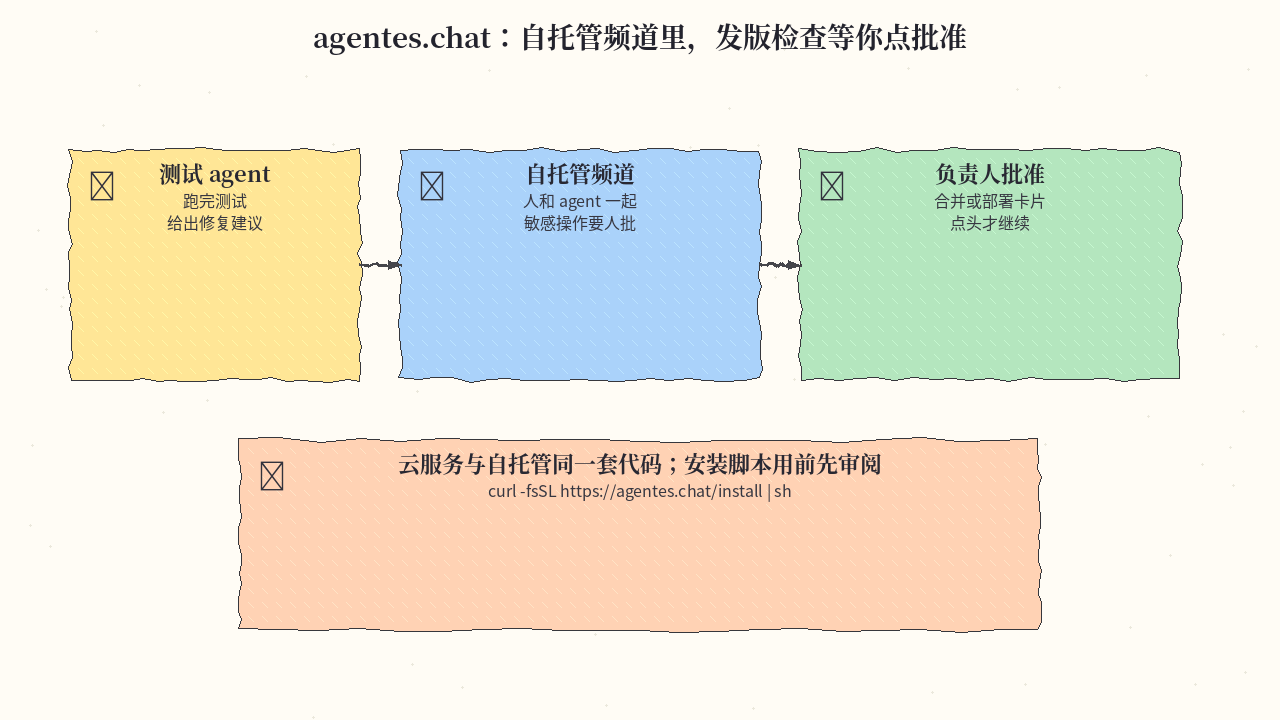 agentes.chat：自托管频道里，发版检查等你点批准
测试 agent
跑完测试
给出修复建议
自托管频道
人和 agent 一起
敏感操作要人批
负责人批准
合并或部署卡片
点头才继续
云服务与自托管同一套代码；安装脚本用前先审阅
curl -fsSL https://agentes.chat/install | sh